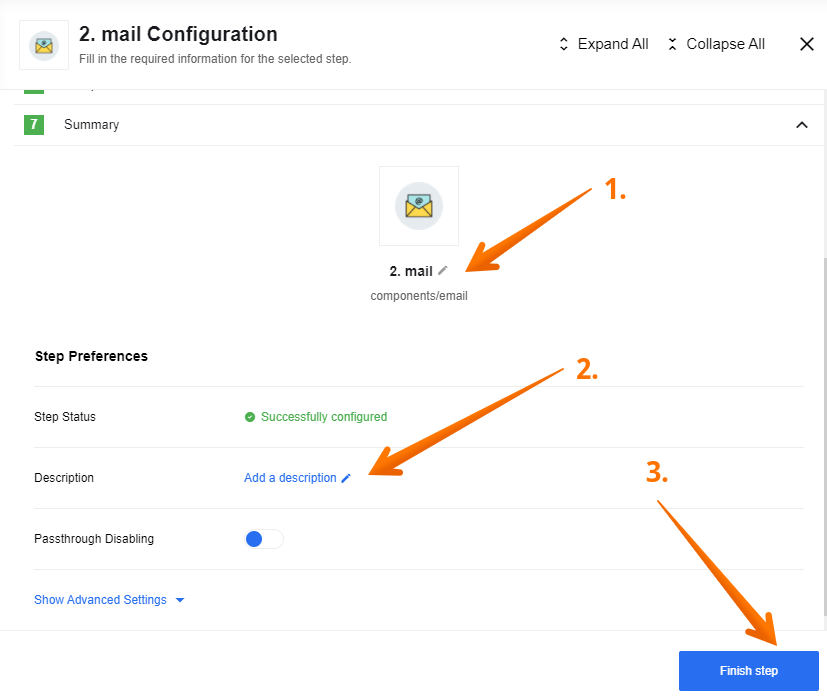 2. mail Configuration
Fill in the required information for the selected step.
Expand All
Collapse All
7 Summary
1.
2. mail
components/email
Step Preferences
2.
Step Status Successfully configured
Description Add a description
3.
Passthrough Disabling
Show Advanced Settings
Finish step